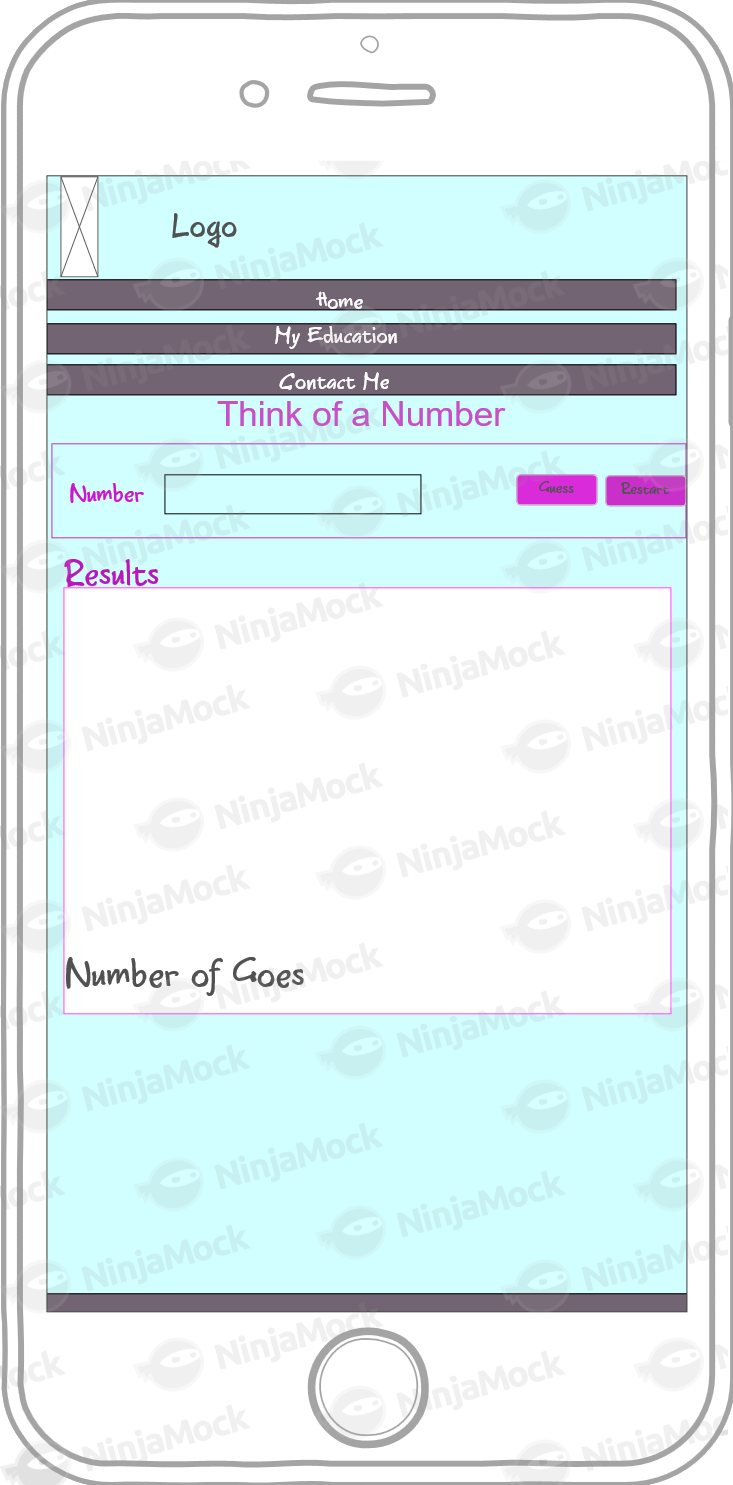 Logo
Home
My Education
Contact Me
Think of a Number
Number
Guess
Restart
Results
Number of Goes
NinjaMock